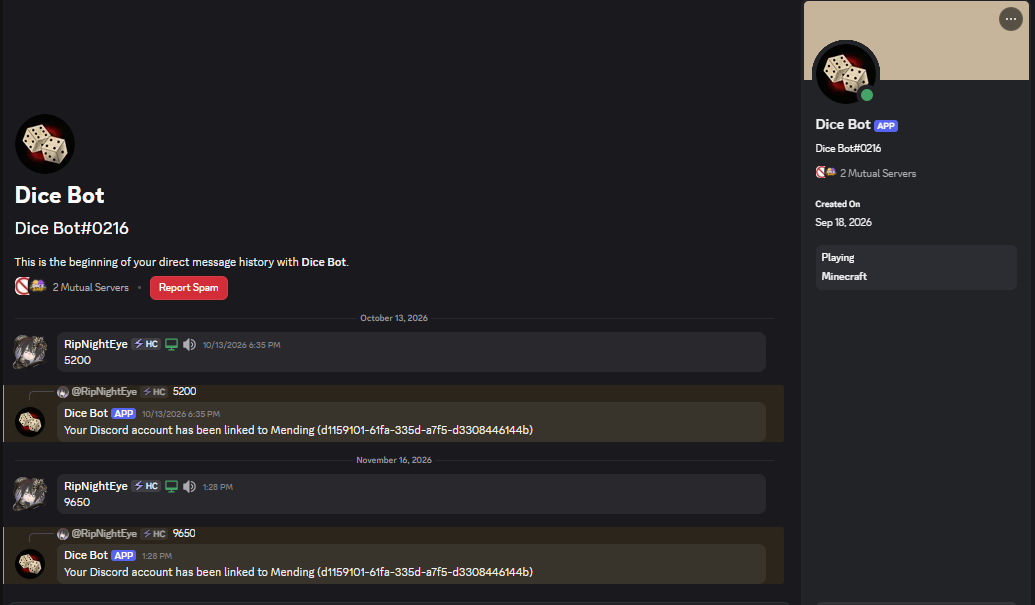 Dice Bot
Dice Bot#0216
This is the beginning of your direct message history with Dice Bot.
2 Mutual Servers • Report Spam
October 13, 2026
RipNightEye HC 10/13/2026 6:35 PM
5200
@RipNightEye HC 5200
Dice Bot APP 10/13/2026 6:35 PM
Your Discord account has been linked to Mending (d1159101-61fa-335d-a7f5-d3308446144b)
November 16, 2026
RipNightEye HC 1:28 PM
9650
@RipNightEye HC 9650
Dice Bot APP 1:28 PM
Your Discord account has been linked to Mending (d1159101-61fa-335d-a7f5-d3308446144b)
Dice Bot APP
Dice Bot#0216
2 Mutual Servers
Created On
Sep 18, 2026
Playing
Minecraft